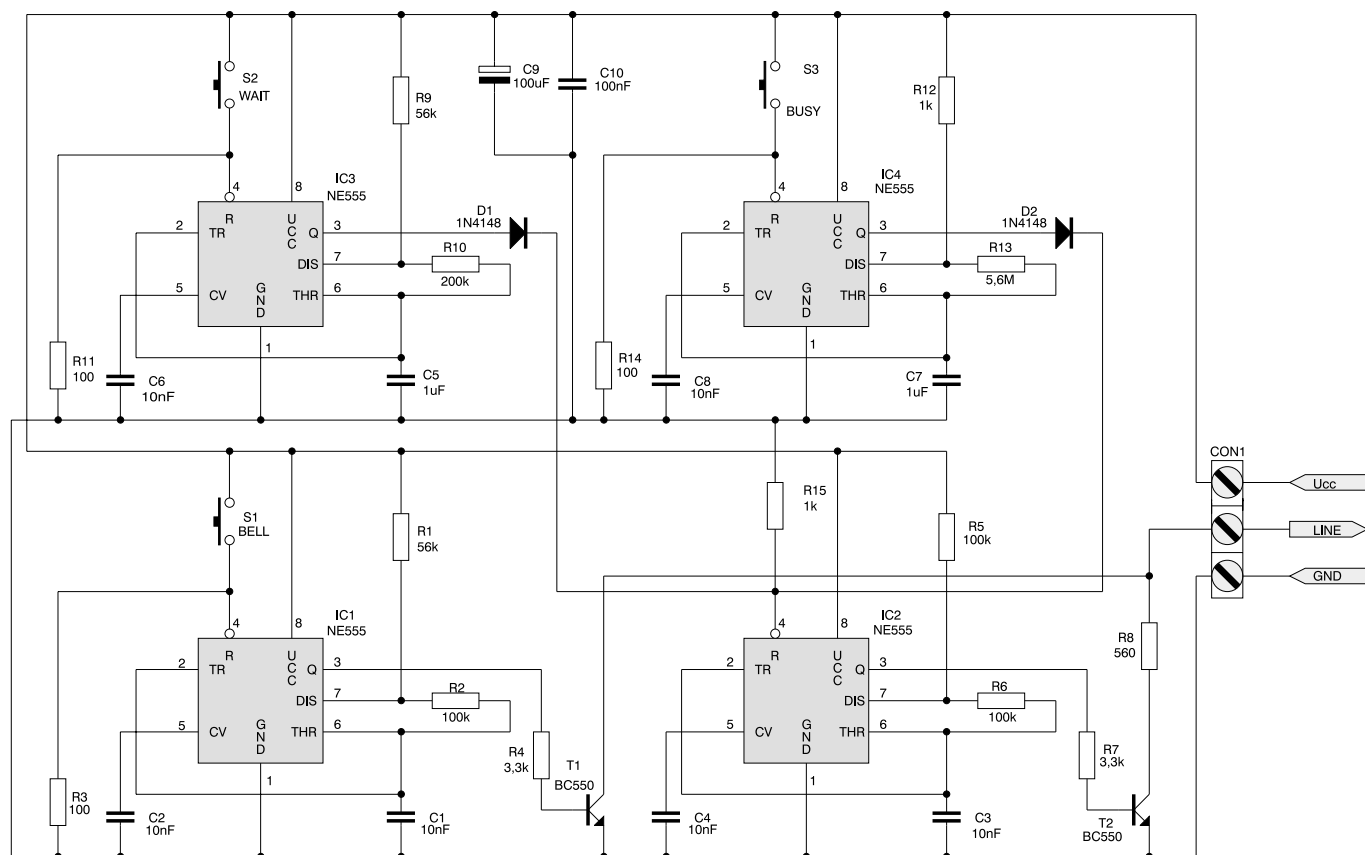 S2
WAIT
R9
56k
C9
100uF
C10
100nF
S3
BUSY
R12
1k
IC3
NE555
4
8
R
UCC
2
TR
Q
3
DIS
7
5
CV
GND
THR
6
1
D1
1N4148
R10
200k
R11
100
C6
10nF
C5
1uF
IC4
NE555
4
8
R
UCC
2
TR
Q
3
DIS
7
5
CV
GND
THR
6
1
D2
1N4148
R13
5,6M
R14
100
C8
10nF
C7
1uF
S1
BELL
R1
56k
R15
1k
R5
100k
CON1
Ucc
LINE
GND
IC1
NE555
4
8
R
UCC
2
TR
Q
3
DIS
7
5
CV
GND
THR
6
1
R2
100k
R4
3,3k
T1
BC550
R3
100
C2
10nF
C1
10nF
IC2
NE555
4
8
R
UCC
2
TR
Q
3
DIS
7
5
CV
GND
THR
6
1
R6
100k
R8
560
R7
3,3k
C4
10nF
C3
10nF
T2
BC550